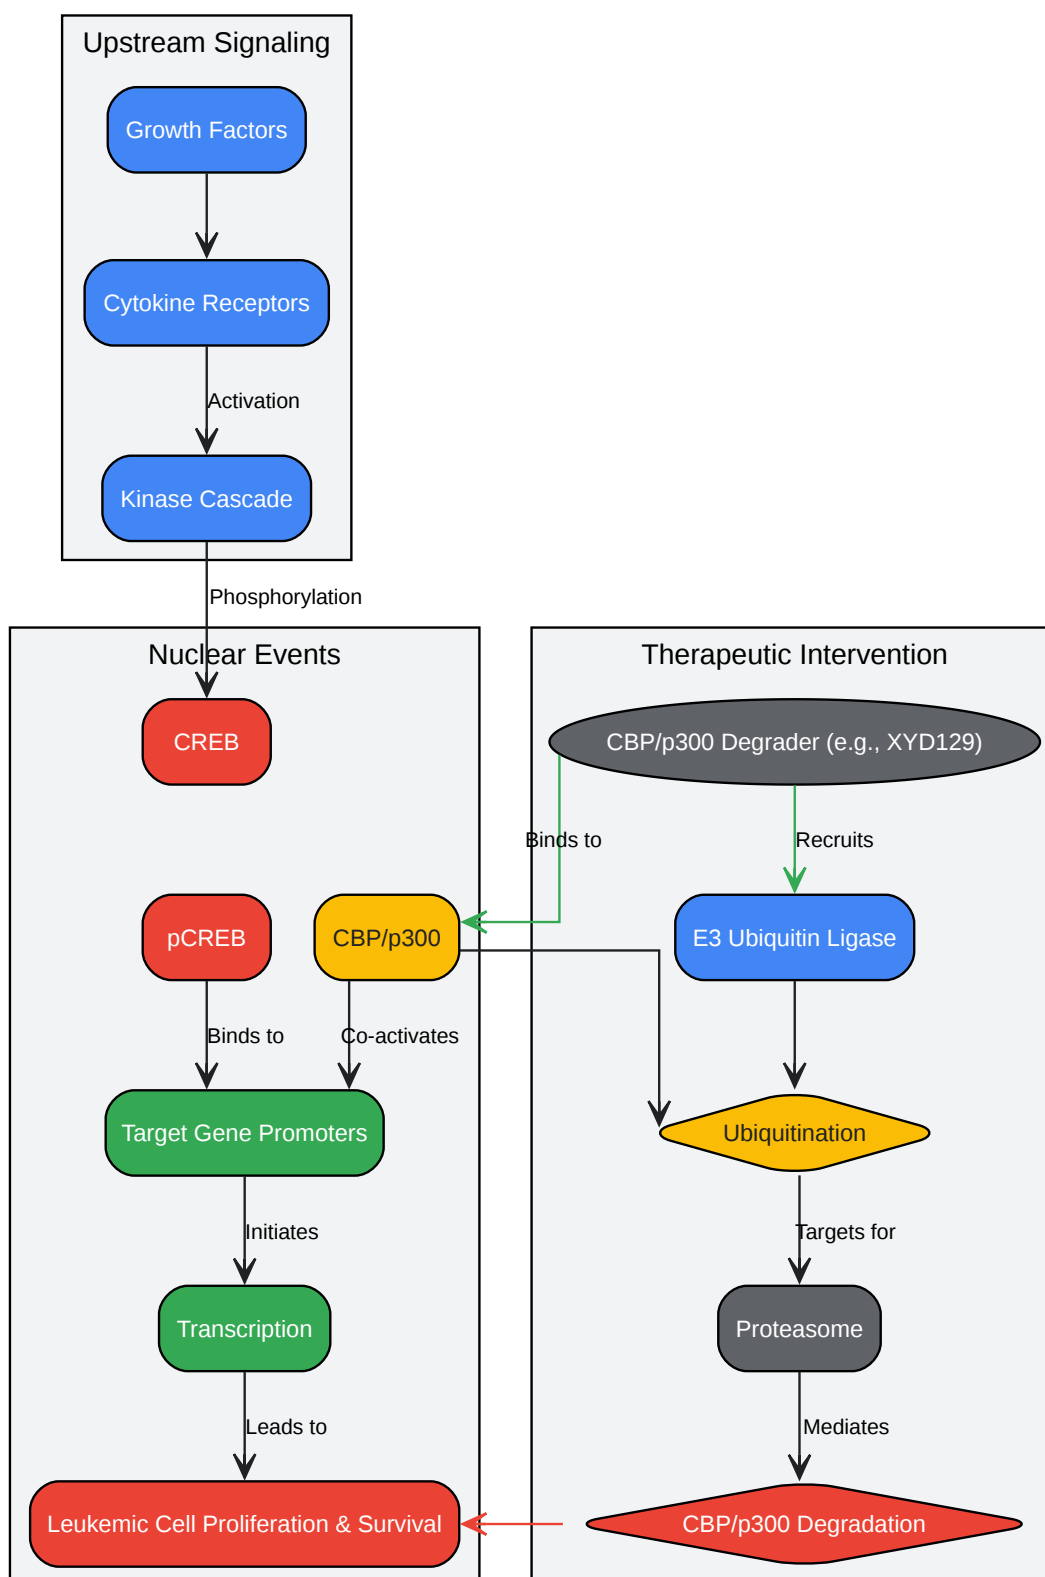 Upstream Signaling
Growth Factors
Cytokine Receptors
Activation
Kinase Cascade
Phosphorylation
Nuclear Events
CREB
pCREB
CBP/p300
Binds to
Co-activates
Target Gene Promoters
Initiates
Transcription
Leads to
Leukemic Cell Proliferation & Survival
Therapeutic Intervention
CBP/p300 Degrader (e.g., XYD129)
Binds to
Recruits
E3 Ubiquitin Ligase
Ubiquitination
Targets for
Proteasome
Mediates
CBP/p300 Degradation